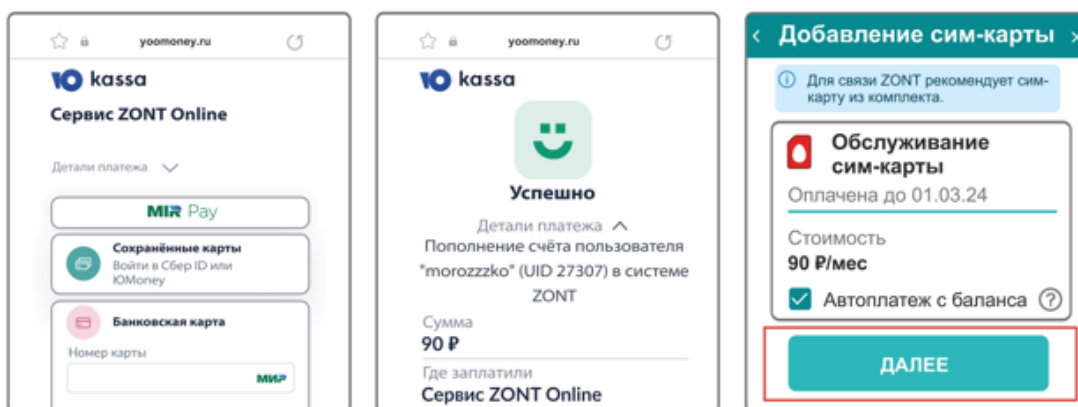 yoomoney.ru
Ю kassa
Сервис ZONT Online
Детали платежа
MIR Pay
Сохранённые карты
Войти в Сбер ID или
ЮMoney
Банковская карта
Номер карты
МИР
yoomoney.ru
Ю kassa
Успешно
Детали платежа
Пополнение счёта пользователя
"morozzzko" (UID 27307) в системе
ZONT
Сумма
90 ₽
Где заплатили
Сервис ZONT Online
Добавление сим-карты
Для связи ZONT рекомендует сим-
карту из комплекта.
Обслуживание
сим-карты
Оплачена до 01.03.24
Стоимость
90 ₽/мес
Автоплатеж с баланса ?
ДАЛЕЕ